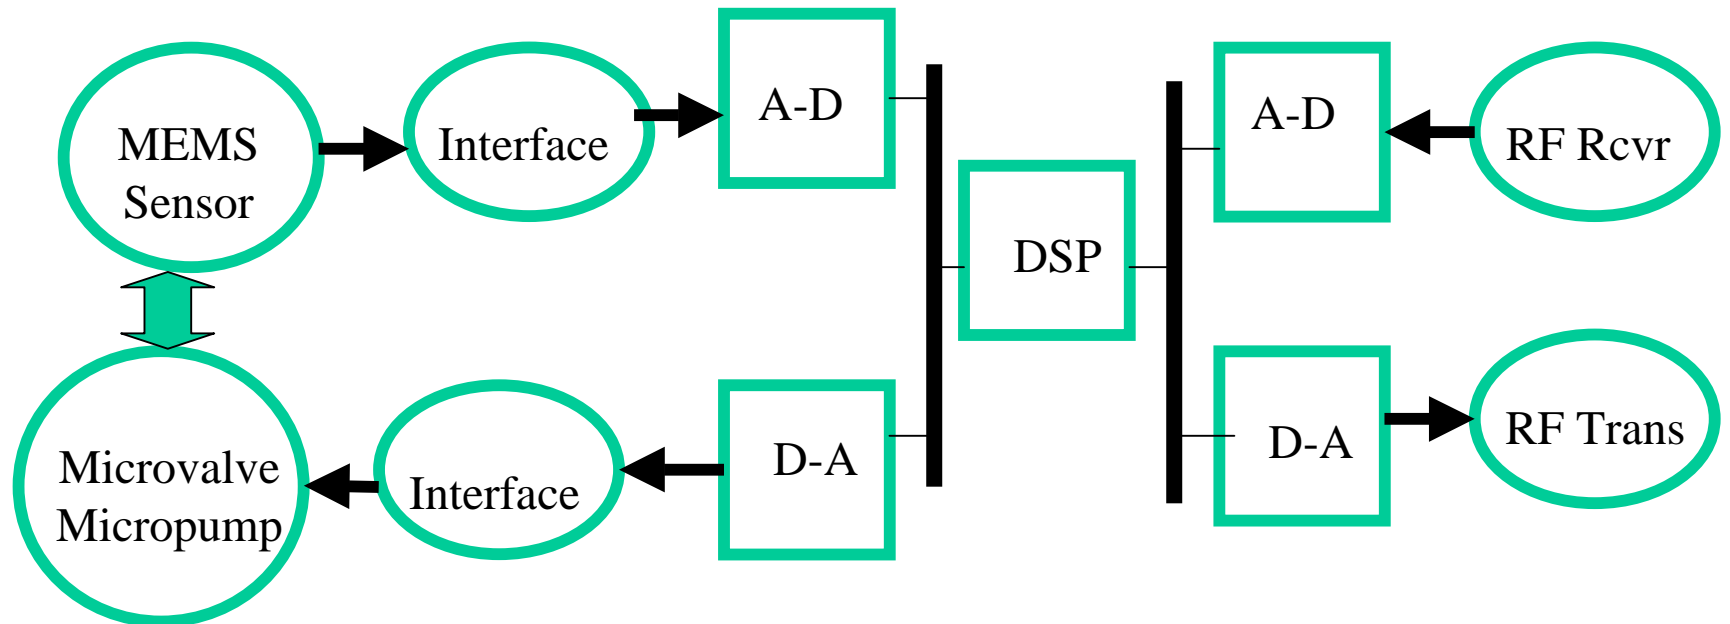 MEMS
Sensor
Interface
A-D
DSP
A-D
RF Rcvr
Microvalve
Micropump
Interface
D-A
D-A
RF Trans